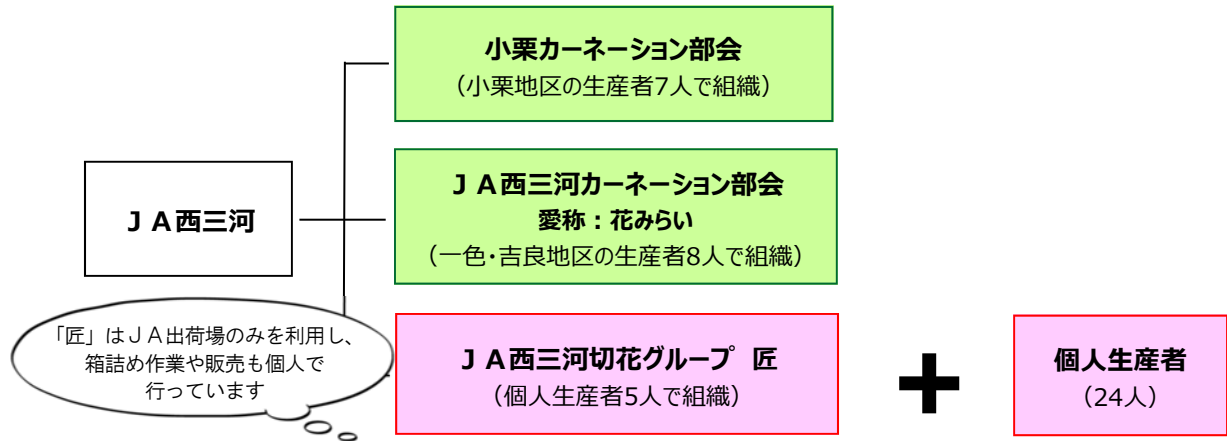 小栗カーネーション部会
（小栗地区の生産者7人で組織）
ＪＡ西三河
ＪＡ西三河カーネーション部会
愛称：花みらい
（一色・吉良地区の生産者8人で組織）
「匠」はＪＡ出荷場のみを利用し、
箱詰め作業や販売も個人で
行っています
ＪＡ西三河切花グループ 匠
（個人生産者5人で組織）
＋
個人生産者
（24人）